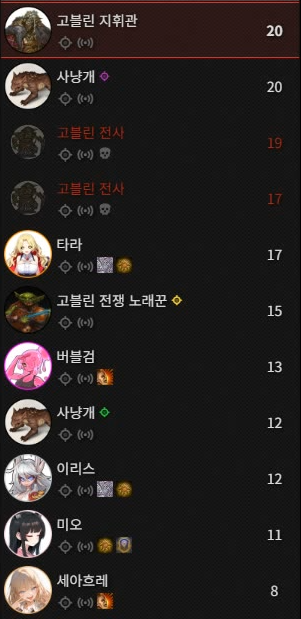 고블린 지휘관
20
사냥개
20
고블린 전사
19
고블린 전사
17
타라
17
고블린 전쟁 노래꾼
15
버블검
13
사냥개
12
이리스
12
미오
11
세아흐레
8